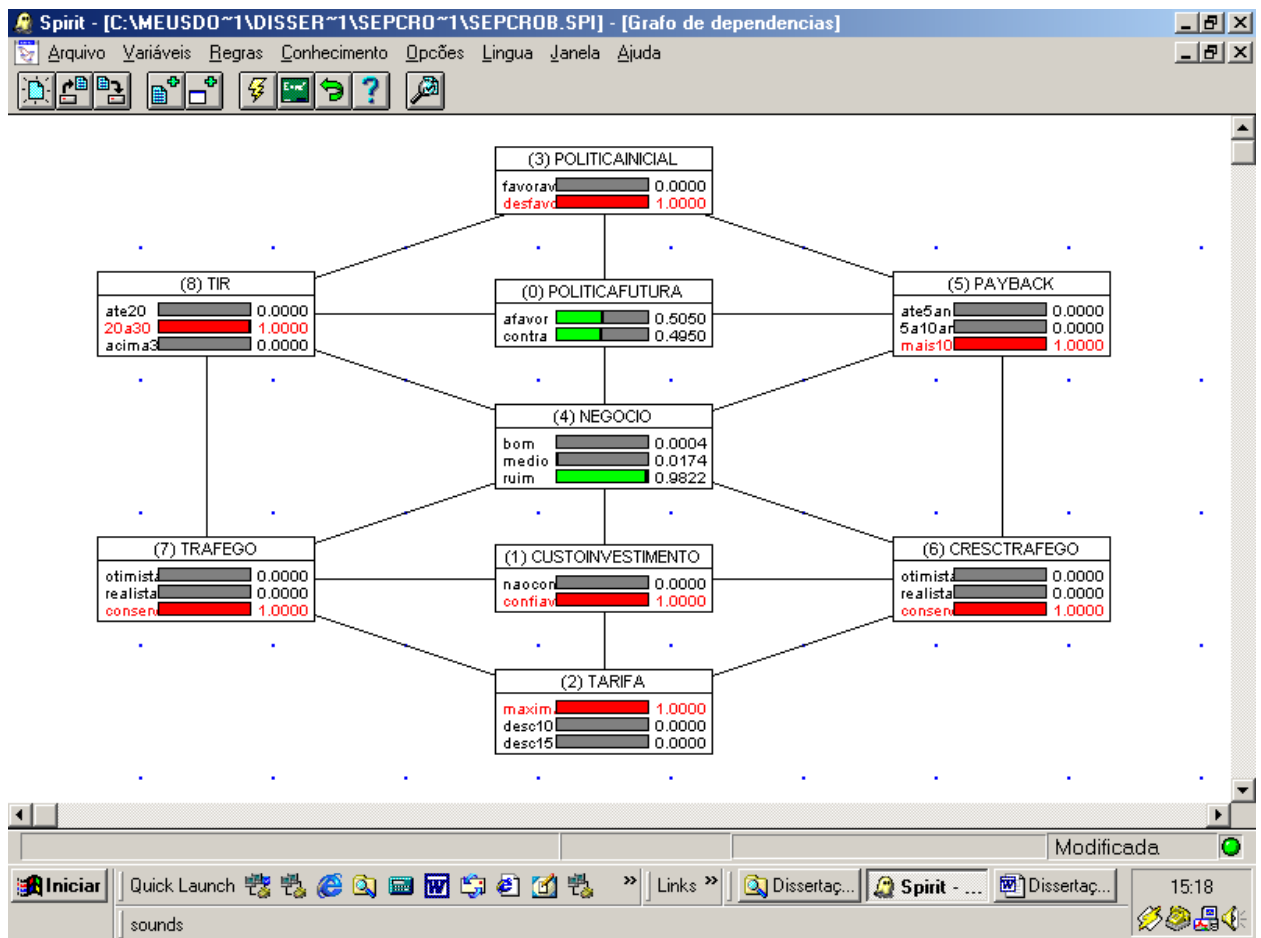 Spirit - [C:\MEUSDO~1\DISSER~1\SEPCRO~1\SEPCROB.SPI] - [Grafo de dependencias]
Arquivo Variáveis Regras Conhecimento Opcões Lingua Janela Ajuda
(3) POLITICAINICIAL
favorav 0.0000
desfavo 1.0000
(8) TIR
ate20 0.0000
20a30 1.0000
acima3 0.0000
(0) POLITICAFUTURA
afavor 0.5050
contra 0.4950
(5) PAYBACK
ate5an 0.0000
5a10an 0.0000
mais10 1.0000
(4) NEGOCIO
bom 0.0004
medio 0.0174
ruim 0.9822
(7) TRAFEGO
otimista 0.0000
realista 0.0000
conserv 1.0000
(1) CUSTOINVESTIMENTO
naocon 0.0000
confiav 1.0000
(6) CRESCTRAFEGO
otimista 0.0000
realista 0.0000
conserv 1.0000
(2) TARIFA
maxim 1.0000
desc10 0.0000
desc15 0.0000
Modificada
Iniciar Quick Launch » Links » Dissertaç... Spirit - ... Dissertaç... 15:18
sounds